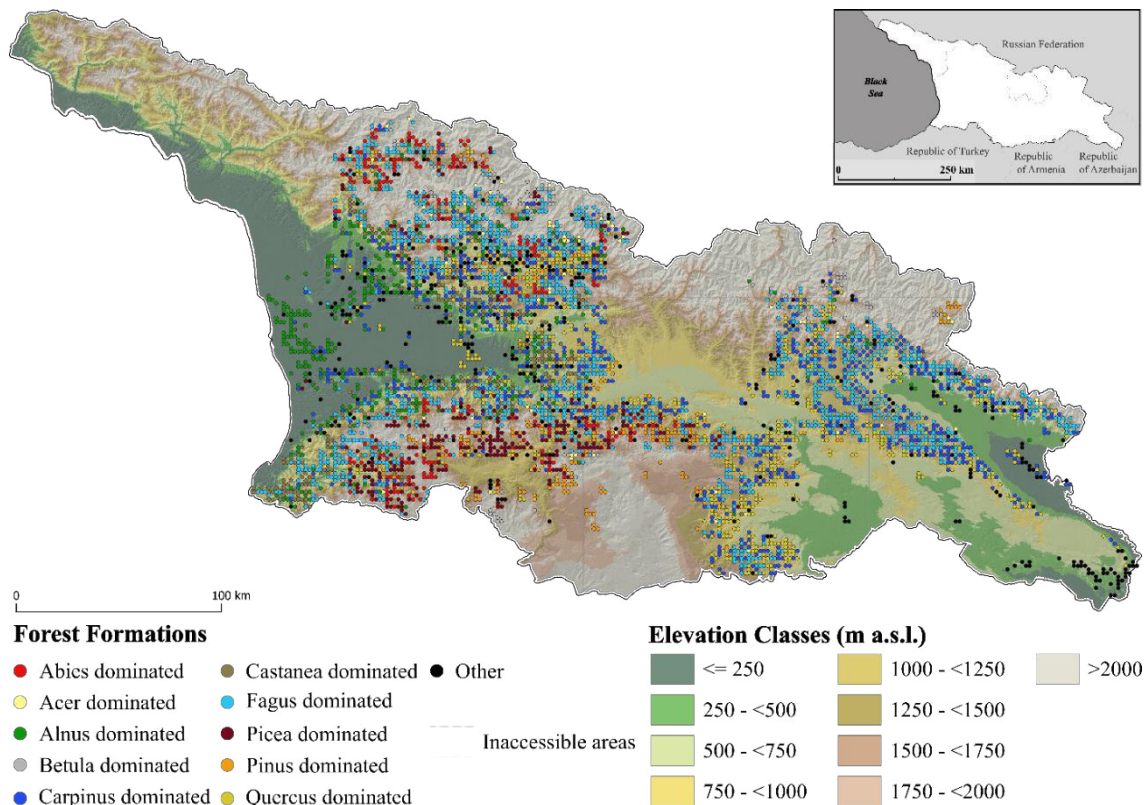 Russian Federation
Black
Sea
Republic of Turkey
Republic
of Armenia
Republic
of Azerbaijan
0 250 km
0 100 km
Forest Formations
Abics dominated
Acer dominated
Alnus dominated
Betula dominated
Carpinus dominated
Castanea dominated
Fagus dominated
Picea dominated
Pinus dominated
Quercus dominated
Other
Inaccessible areas
Elevation Classes (m a.s.l.)
<= 250
250 - <500
500 - <750
750 - <1000
1000 - <1250
1250 - <1500
1500 - <1750
1750 - <2000
>2000